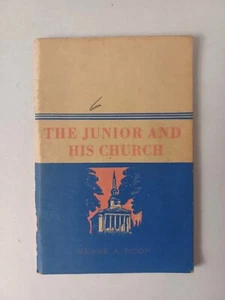 THE JUNIOR AND
HIS CHURCH